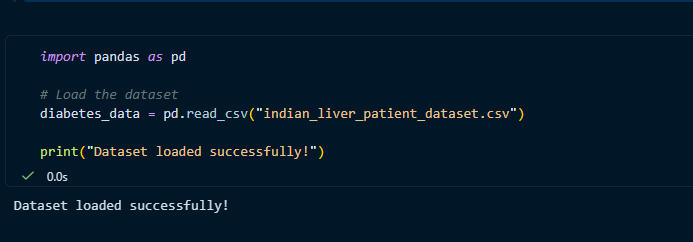 import pandas as pd
# Load the dataset
diabetes_data = pd.read_csv("indian_liver_patient_dataset.csv")
print("Dataset loaded successfully!")
0.0s
Dataset loaded successfully!